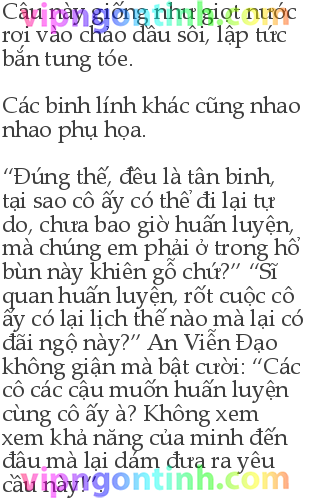 vipngontinh.com
Câu này giống như giọt nước
rơi vào chảo dầu sôi, lập tức
bắn tung tóe.
Các binh lính khác cũng nhao
nhao phụ họa.
“Đúng thế, đều là tân binh,
tại sao cô ấy có thể đi lại tự
do, chưa bao giờ huấn luyện,
mà chúng em phải ở trong hố
bùn này khiên gỗ chứ?” “Sĩ
quan huấn luyện, rốt cuộc cô
ấy có lại lịch thế nào mà lại có
đãi ngộ này?” An Viễn Đạo
không giận mà bật cười: “Các
cô các cậu muốn huấn luyện
cùng cô ấy à? Không xem
xem khả năng của minh đến
đâu mà lại dám đưa ra yêu
cầu này!”.
vipngontinh.com